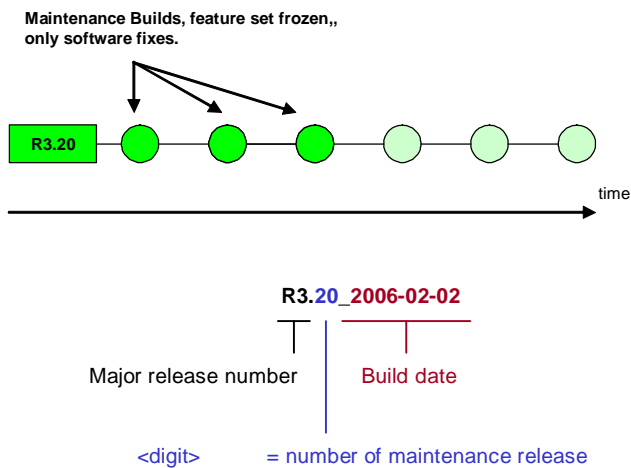 Maintenance Builds, feature set frozen,,
only software fixes.
R3.20
time
R3.20_2006-02-02
Major release number
Build date
<digit> = number of maintenance release